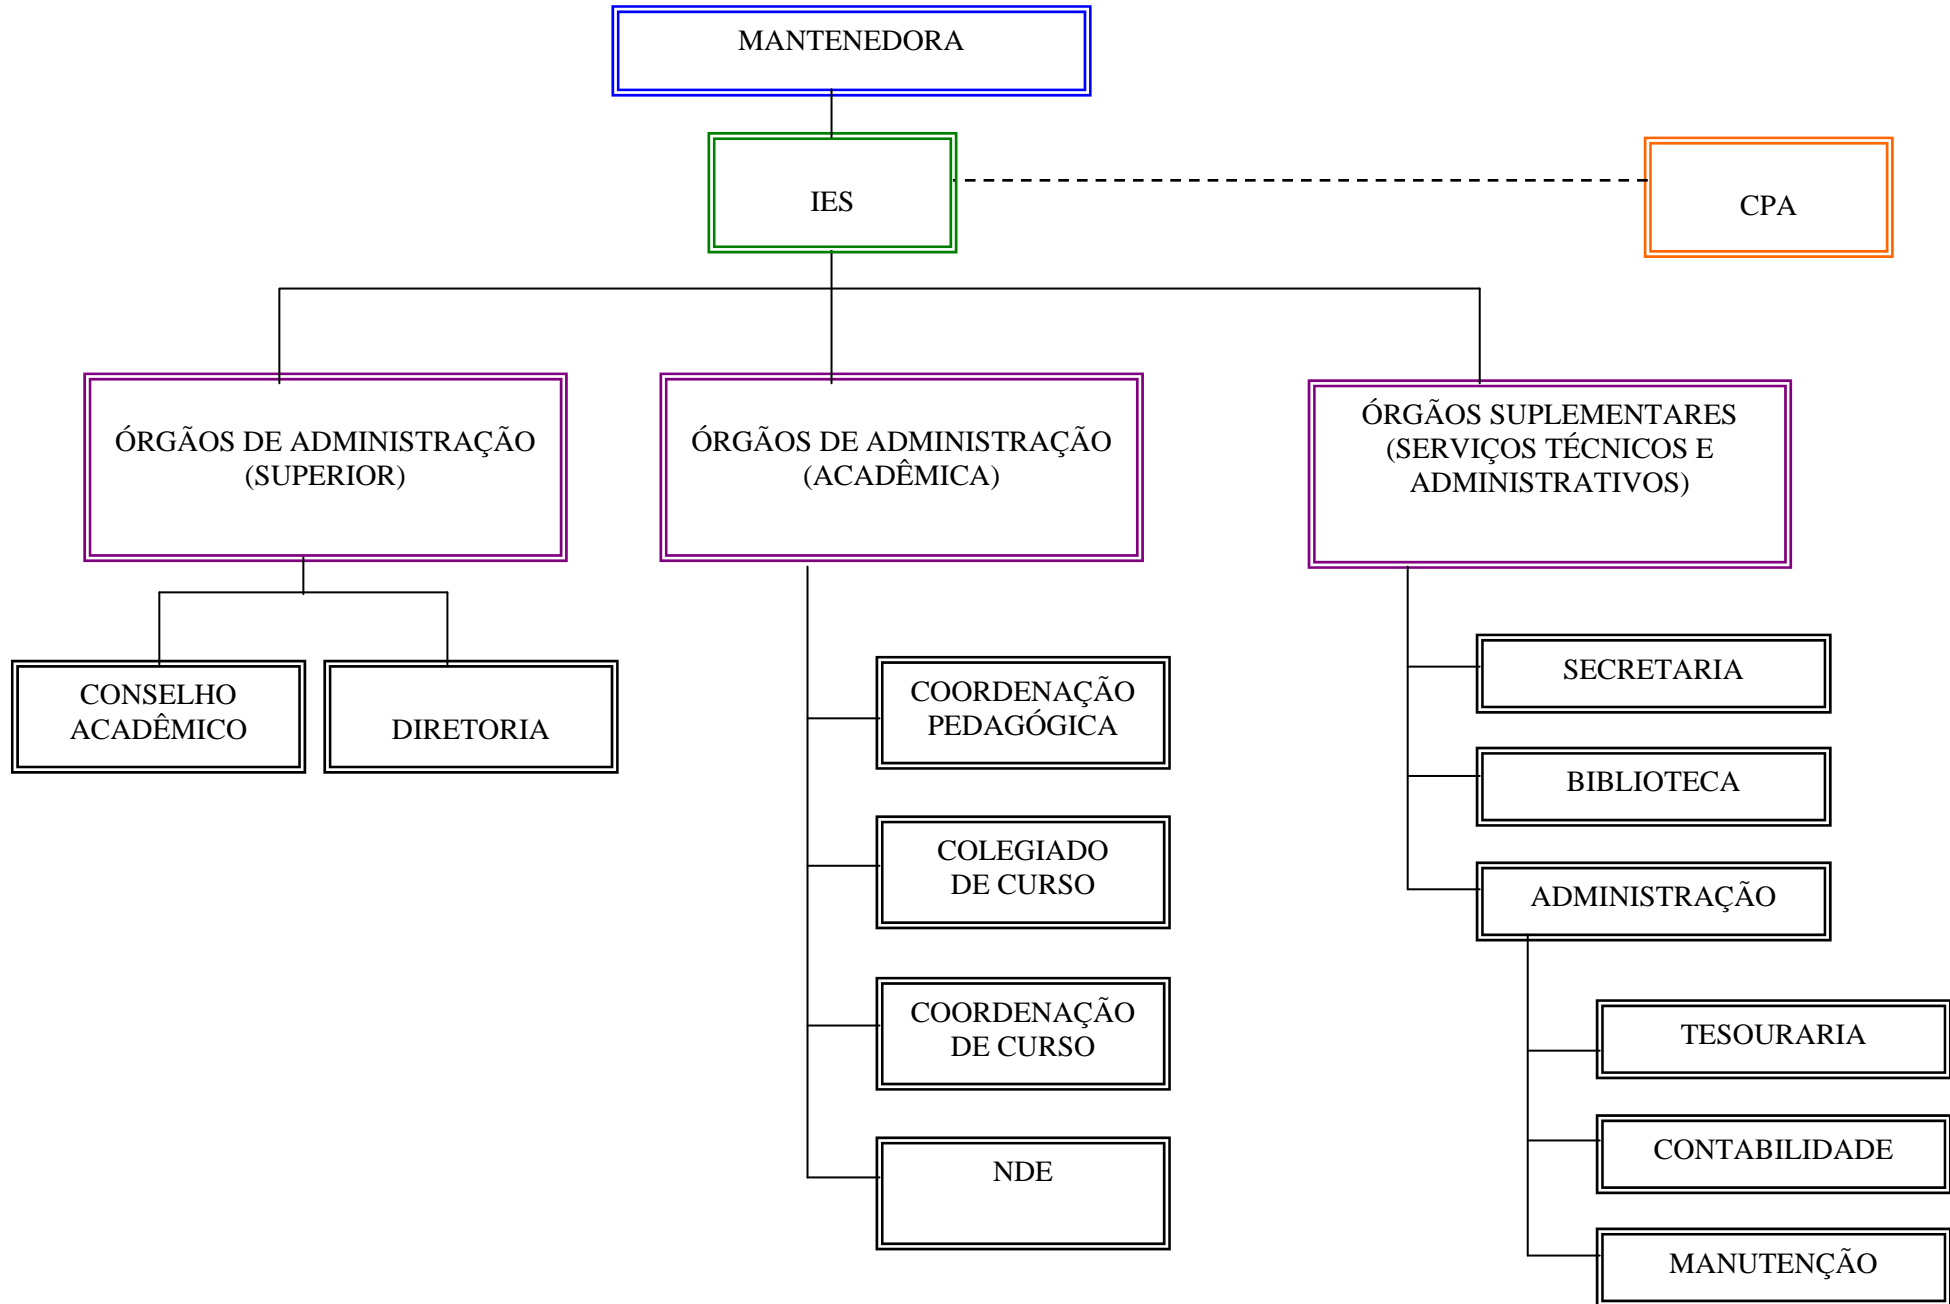 MANTENEDORA
IES
CPA
ÓRGÃOS DE ADMINISTRAÇÃO
(SUPERIOR)
ÓRGÃOS DE ADMINISTRAÇÃO
(ACADÊMICA)
ÓRGÃOS SUPLEMENTARES
(SERVIÇOS TÉCNICOS E
ADMINISTRATIVOS)
CONSELHO
ACADÊMICO
DIRETORIA
COORDENAÇÃO
PEDAGÓGICA
COLEGIADO
DE CURSO
COORDENAÇÃO
DE CURSO
NDE
SECRETARIA
BIBLIOTECA
ADMINISTRAÇÃO
TESOURARIA
CONTABILIDADE
MANUTENÇÃO